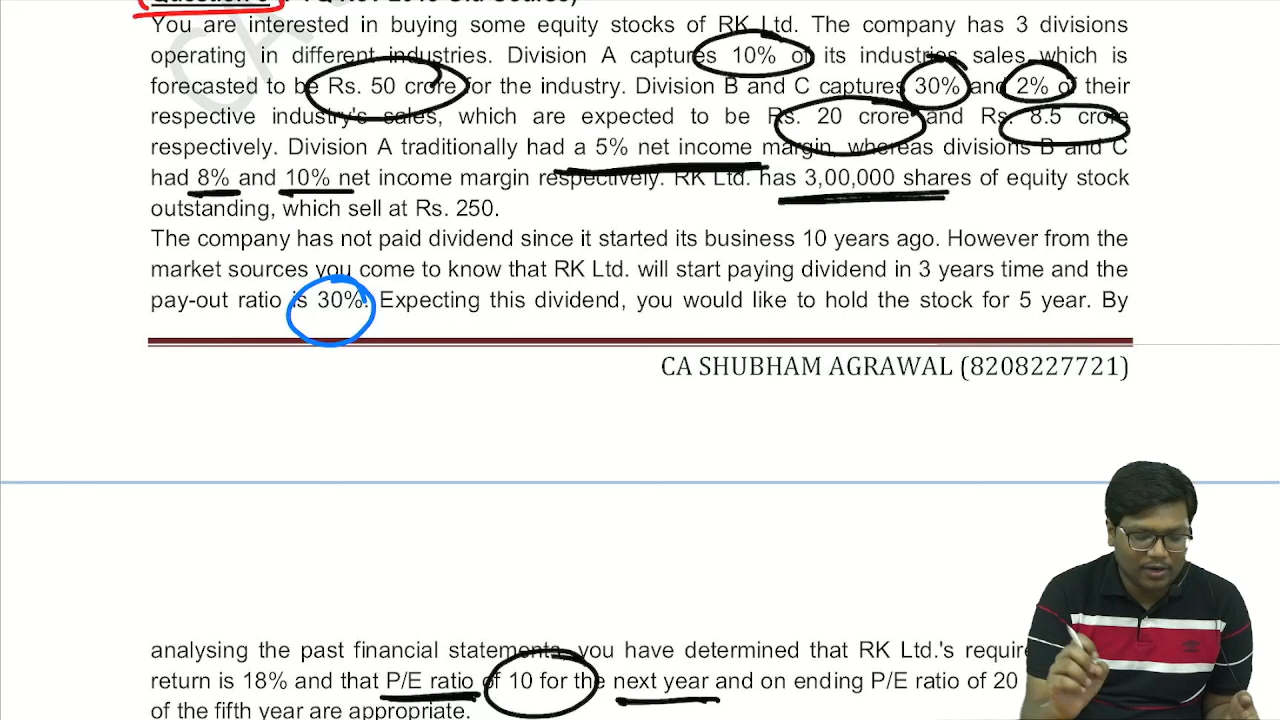 You are interested in buying some equity stocks of RK Ltd. The company has 3 divisions
operating in different industries. Division A captures 10% of its industries sales which is
forecasted to be Rs. 50 crore for the industry. Division B and C captures 30% and 2% of their
respective industry's sales, which are expected to be Rs. 20 crore and Rs. 8.5 crore
respectively. Division A traditionally had a 5% net income margin, whereas divisions B and C
had 8% and 10% net income margin respectively. RK Ltd. has 3,00,000 shares of equity stock
outstanding, which sell at Rs. 250.
The company has not paid dividend since it started its business 10 years ago. However from the
market sources you come to know that RK Ltd. will start paying dividend in 3 years time and the
pay-out ratio is 30%. Expecting this dividend, you would like to hold the stock for 5 year. By
CA SHUBHAM AGRAWAL (8208227721)
analysing the past financial statements, you have determined that RK Ltd.'s
return is 18% and that P/E ratio of 10 for the next year and on ending P/E ratio of 20
of the fifth year are appropriate.